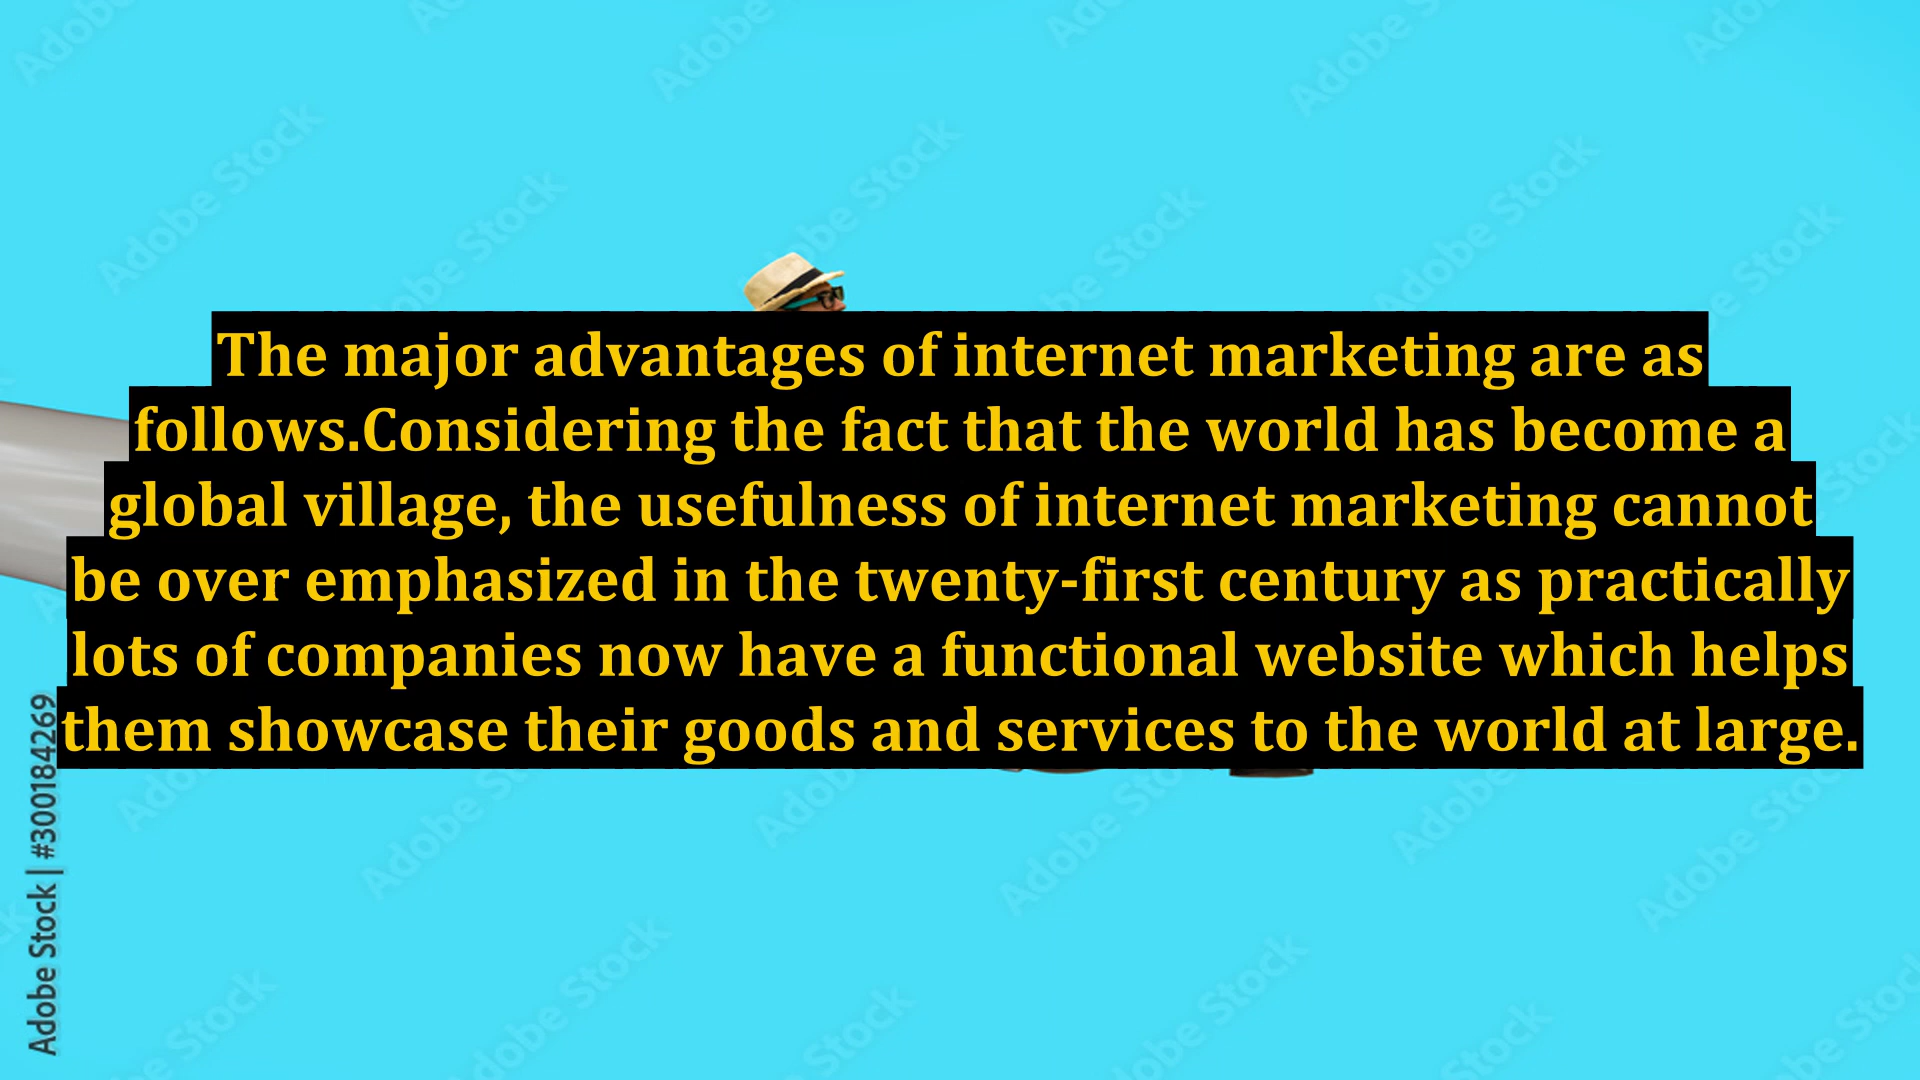 The major advantages of internet marketing are as
follows.Considering the fact that the world has become a
global village, the usefulness of internet marketing cannot
be over emphasized in the twenty-first century as practically
lots of companies now have a functional website which helps
them showcase their goods and services to the world at large.
Adobe Stock | #300184269
Adobe Stock